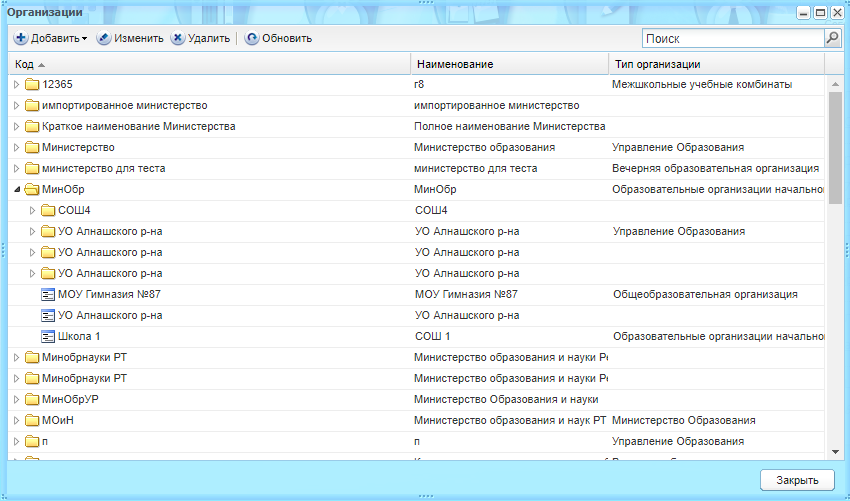 Организации
Добавить Изменить Удалить Обновить Поиск
Код Наименование Тип организации
12365 r8 Межшкольные учебные комбинаты
импортированное министерство импортированное министерство
Краткое наименование Министерства Полное наименование Министерства
Министерство Министерство образования Управление Образования
министерство для теста министерство для теста Вечерняя образовательная организация
МинОбр МинОбр Образовательные организации начально
СОШ4 СОШ4
УО Алнашского р-на УО Алнашского р-на Управление Образования
УО Алнашского р-на УО Алнашского р-на
УО Алнашского р-на УО Алнашского р-на
МОУ Гимназия №87 МОУ Гимназия №87 Общеобразовательная организация
УО Алнашского р-на УО Алнашского р-на
Школа 1 СОШ 1 Образовательные организации начально
Минобрнауки РТ Министерство образования и науки Ре
Минобрнауки РТ Министерство образования и науки Ре
МинОбрУР Министерство Образования и науки
МОиН Министерство образования и наук РТ Министерство Образования
п п Управление Образования
Закрыть